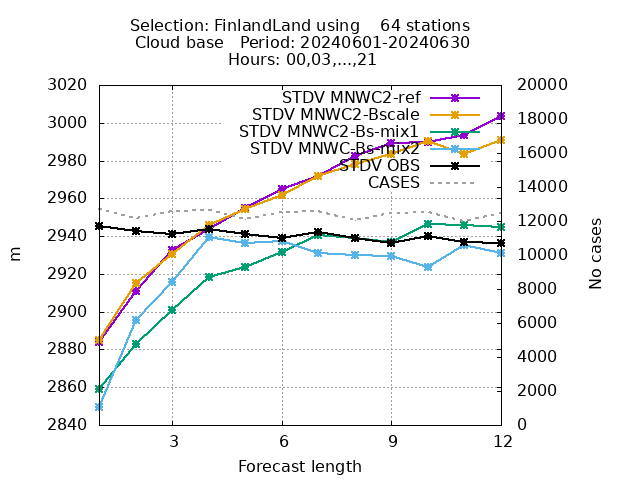 Selection: FinlandLand using    64 stations
Cloud base   Period: 20240601-20240630
Hours: 00,03,...,21
3020
3000
2980
2960
2940
2920
2900
2880
2860
2840
m
STDV MNWC2-ref
STDV MNWC2-Bscale
STDV MNWC2-Bs-mix1
STDV MNWC-Bs-mix2
STDV OBS
CASES
20000
18000
16000
14000
12000
10000
8000
6000
4000
2000
0
No cases
3 6 9 12
Forecast length